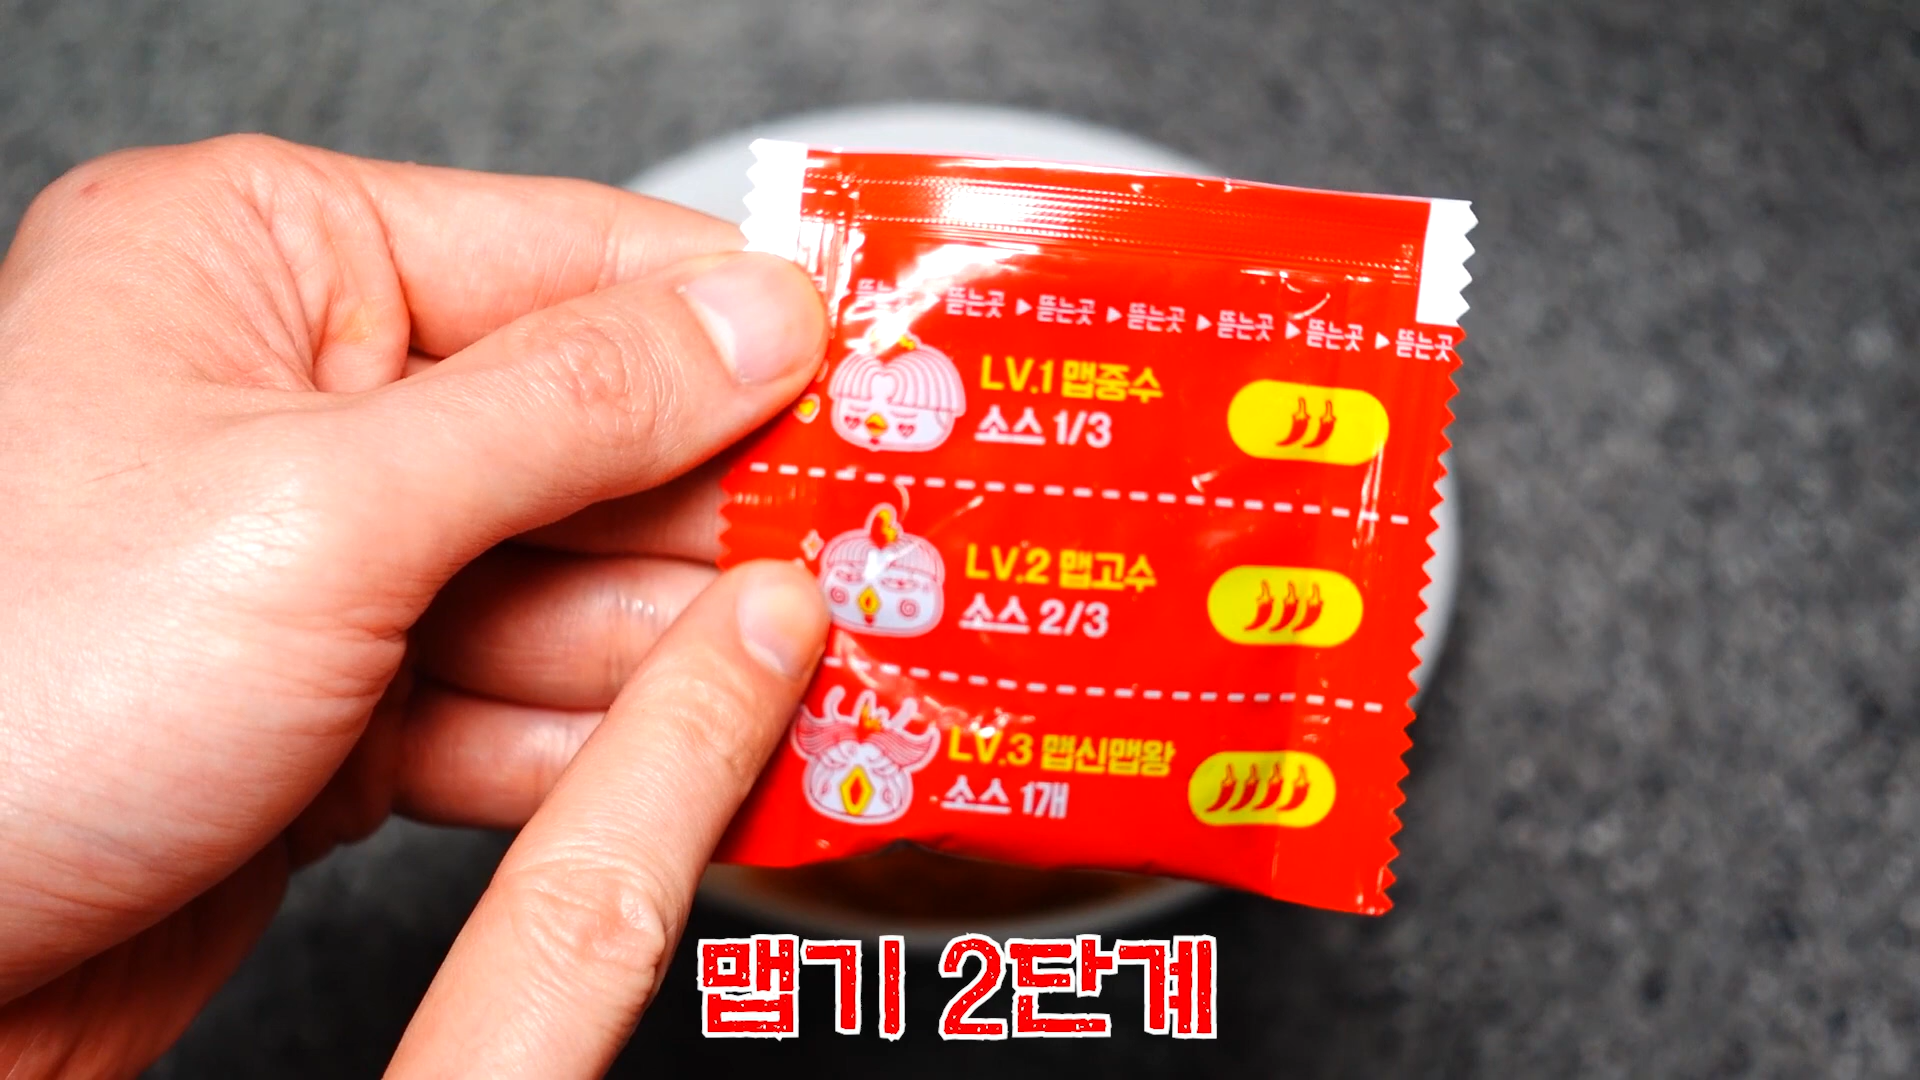 뜯는곳 ▶뜯는곳 ▶뜯는곳 ▶뜯는곳 ▶뜯는곳 ▶뜯는곳 ▶뜯는곳
LV.1 맵중수
소스 1/3
LV.2 맵고수
소스 2/3
LV.3 맵신맵왕
소스 1개
맵기 2단계